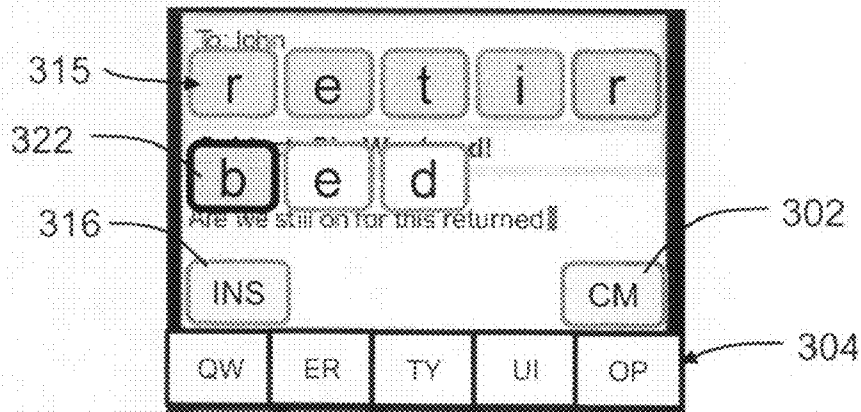 To: John
315
r e t i r
322
b e d
d!
Are we still on for this returned
316
302
INS CM
QW ER TY UI OP
304